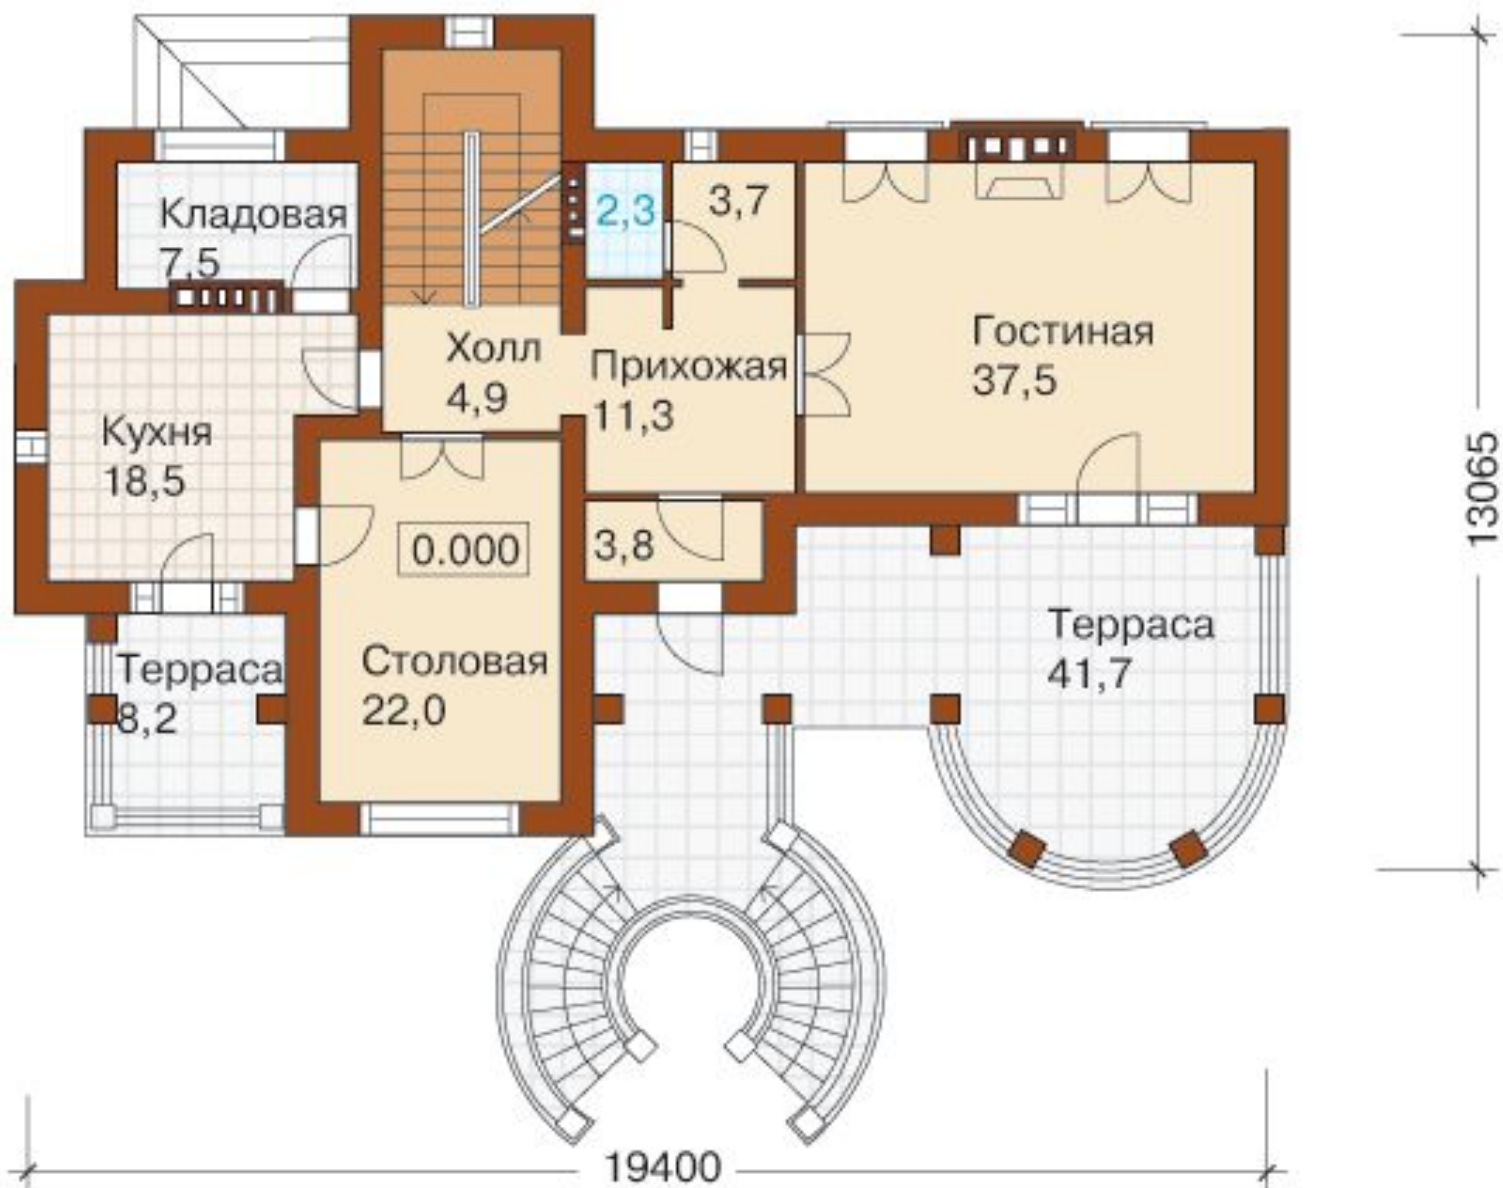 Кладовая
7,5
2,3
3,7
Холл
4,9
Прихожая
11,3
Гостиная
37,5
Кухня
18,5
0.000
3,8
Столовая
22,0
Терраса
8,2
Терраса
41,7
13065
19400